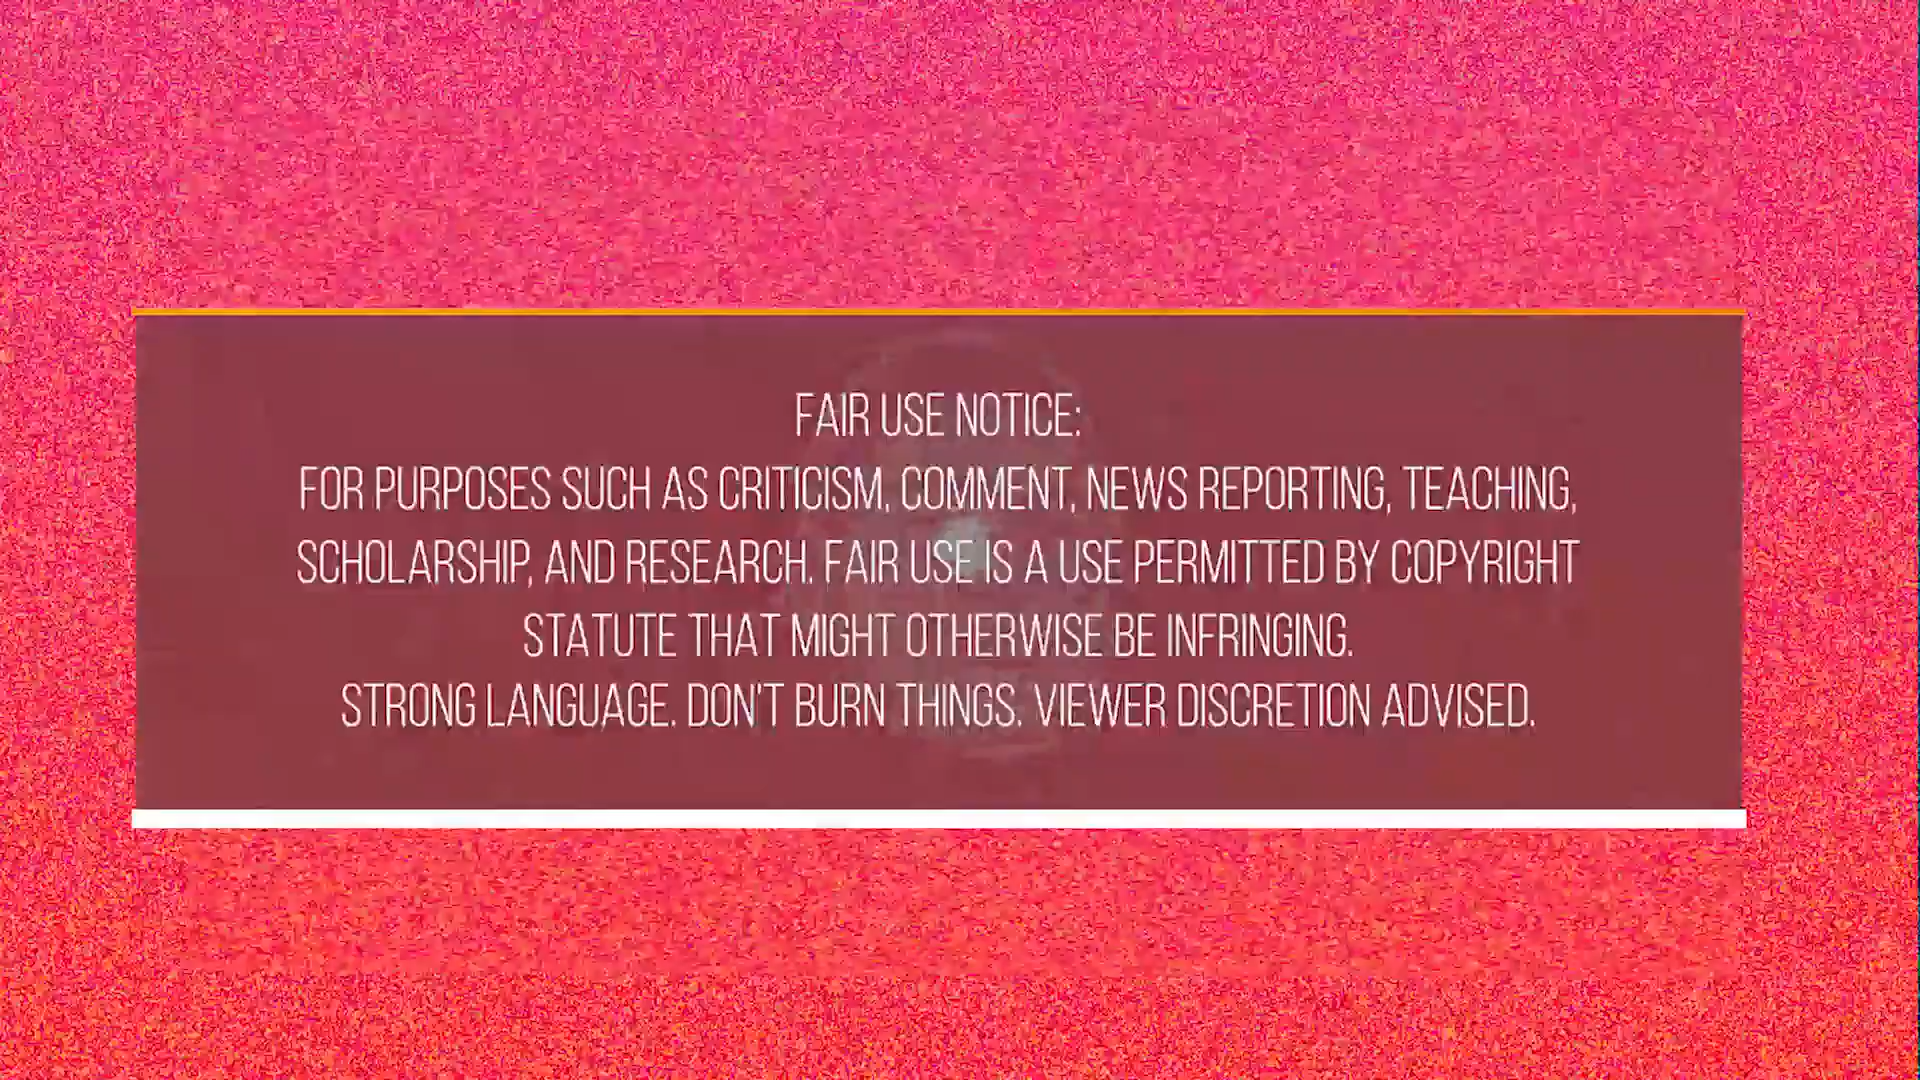 FAIR USE NOTICE:
FOR PURPOSES SUCH AS CRITICISM, COMMENT, NEWS REPORTING, TEACHING,
SCHOLARSHIP, AND RESEARCH. FAIR USE IS A USE PERMITTED BY COPYRIGHT
STATUTE THAT MIGHT OTHERWISE BE INFRINGING.
STRONG LANGUAGE. DON'T BURN THINGS. VIEWER DISCRETION ADVISED.